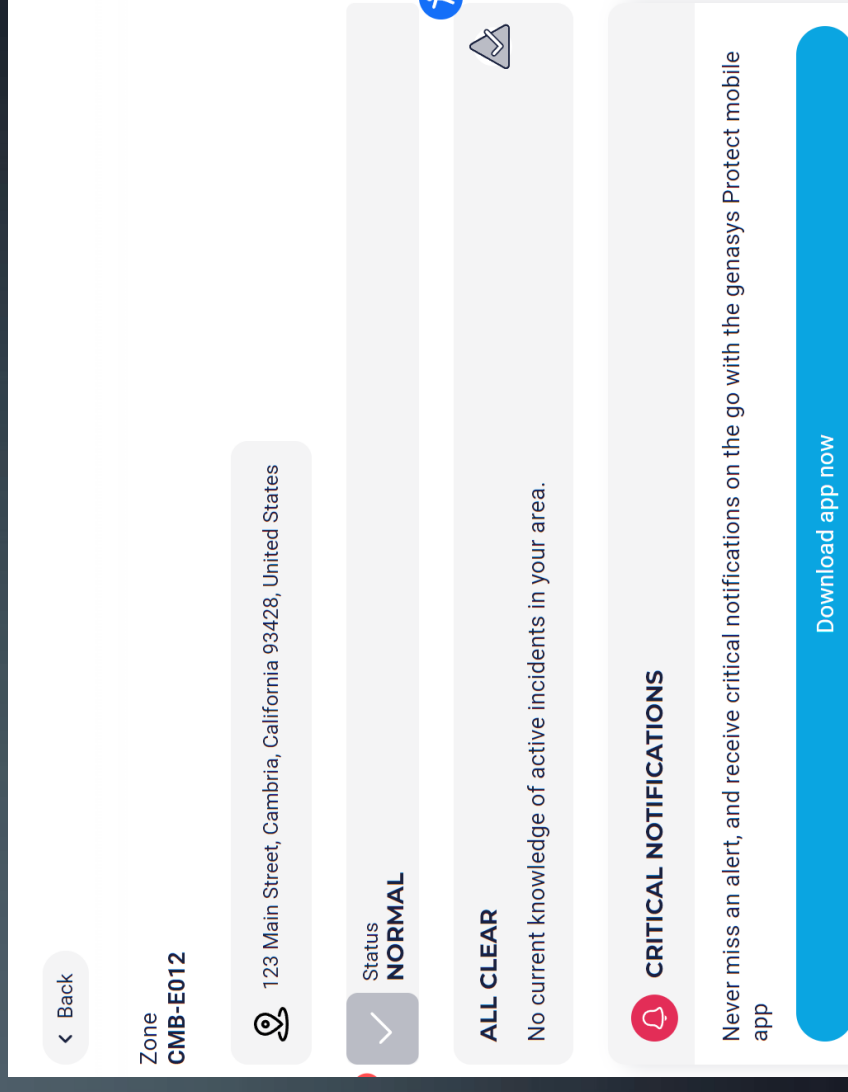 Back
Zone
CMB-E012
123 Main Street, Cambria, California 93428, United States
Status
NORMAL
ALL CLEAR
No current knowledge of active incidents in your area.
CRITICAL NOTIFICATIONS
Never miss an alert, and receive critical notifications on the go with the genasys Protect mobile
app
Download app now